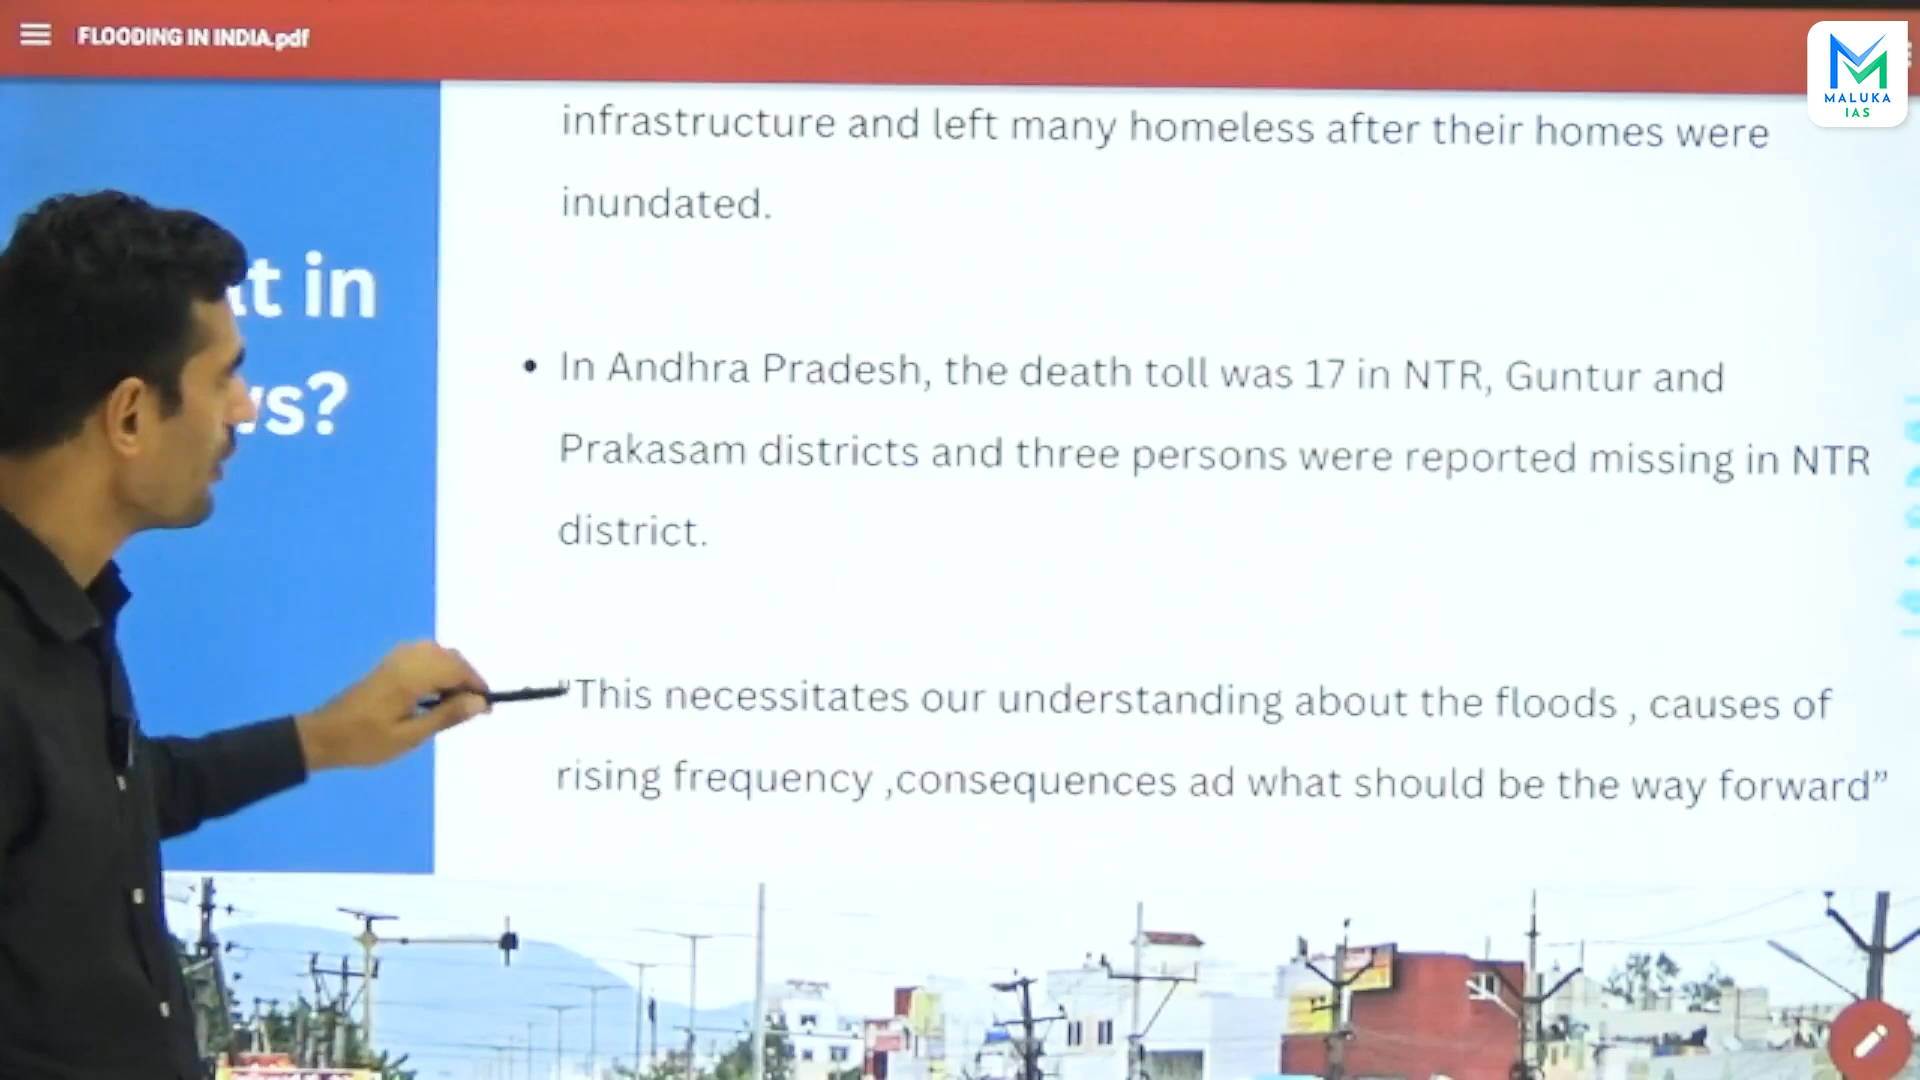 FLOODING IN INDIA.pdf
MALUKA
IAS
infrastructure and left many homeless after their homes were
inundated.
t in
s?
• In Andhra Pradesh, the death toll was 17 in NTR, Guntur and
Prakasam districts and three persons were reported missing in NTR
district.
"This necessitates our understanding about the floods , causes of
rising frequency ,consequences ad what should be the way forward”